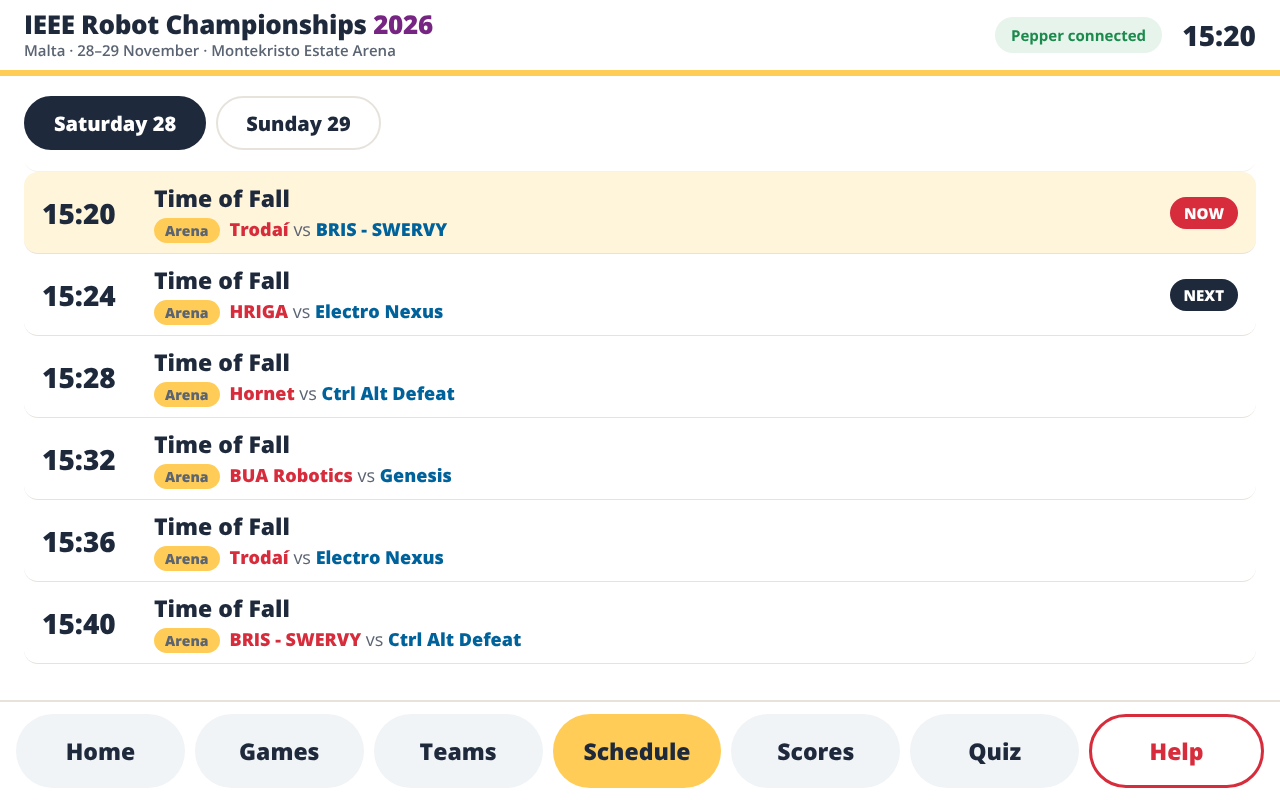 IEEE Robot Championships 2026
Malta · 28–29 November · Montekristo Estate Arena
Pepper connected
15:20
Saturday 28
Sunday 29
15:20
Time of Fall
Arena Trodaí vs BRIS - SWERVY
NOW
15:24
Time of Fall
Arena HRIGA vs Electro Nexus
NEXT
15:28
Time of Fall
Arena Hornet vs Ctrl Alt Defeat
15:32
Time of Fall
Arena BUA Robotics vs Genesis
15:36
Time of Fall
Arena Trodaí vs Electro Nexus
15:40
Time of Fall
Arena BRIS - SWERVY vs Ctrl Alt Defeat
Home
Games
Teams
Schedule
Scores
Quiz
Help